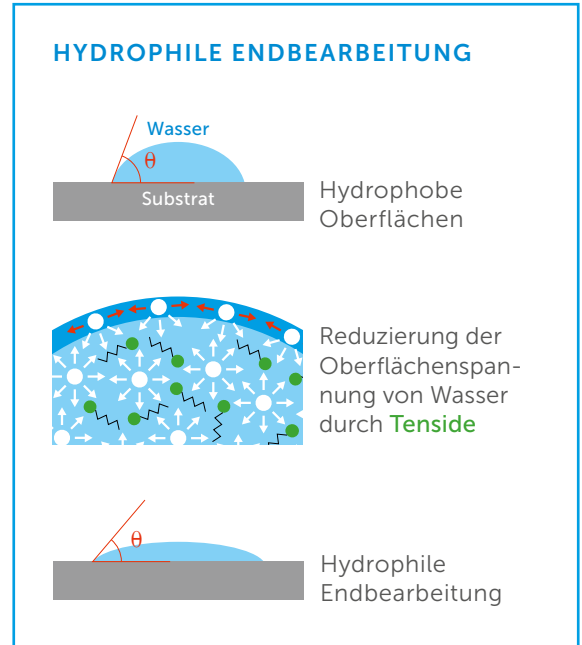 HYDROPHILE ENDBEARBEITUNG
Wasser
θ
Substrat
Hydrophobe
Oberflächen
Reduzierung der
Oberflächenspan-
nung von Wasser
durch Tenside
θ
Hydrophile
Endbearbeitung